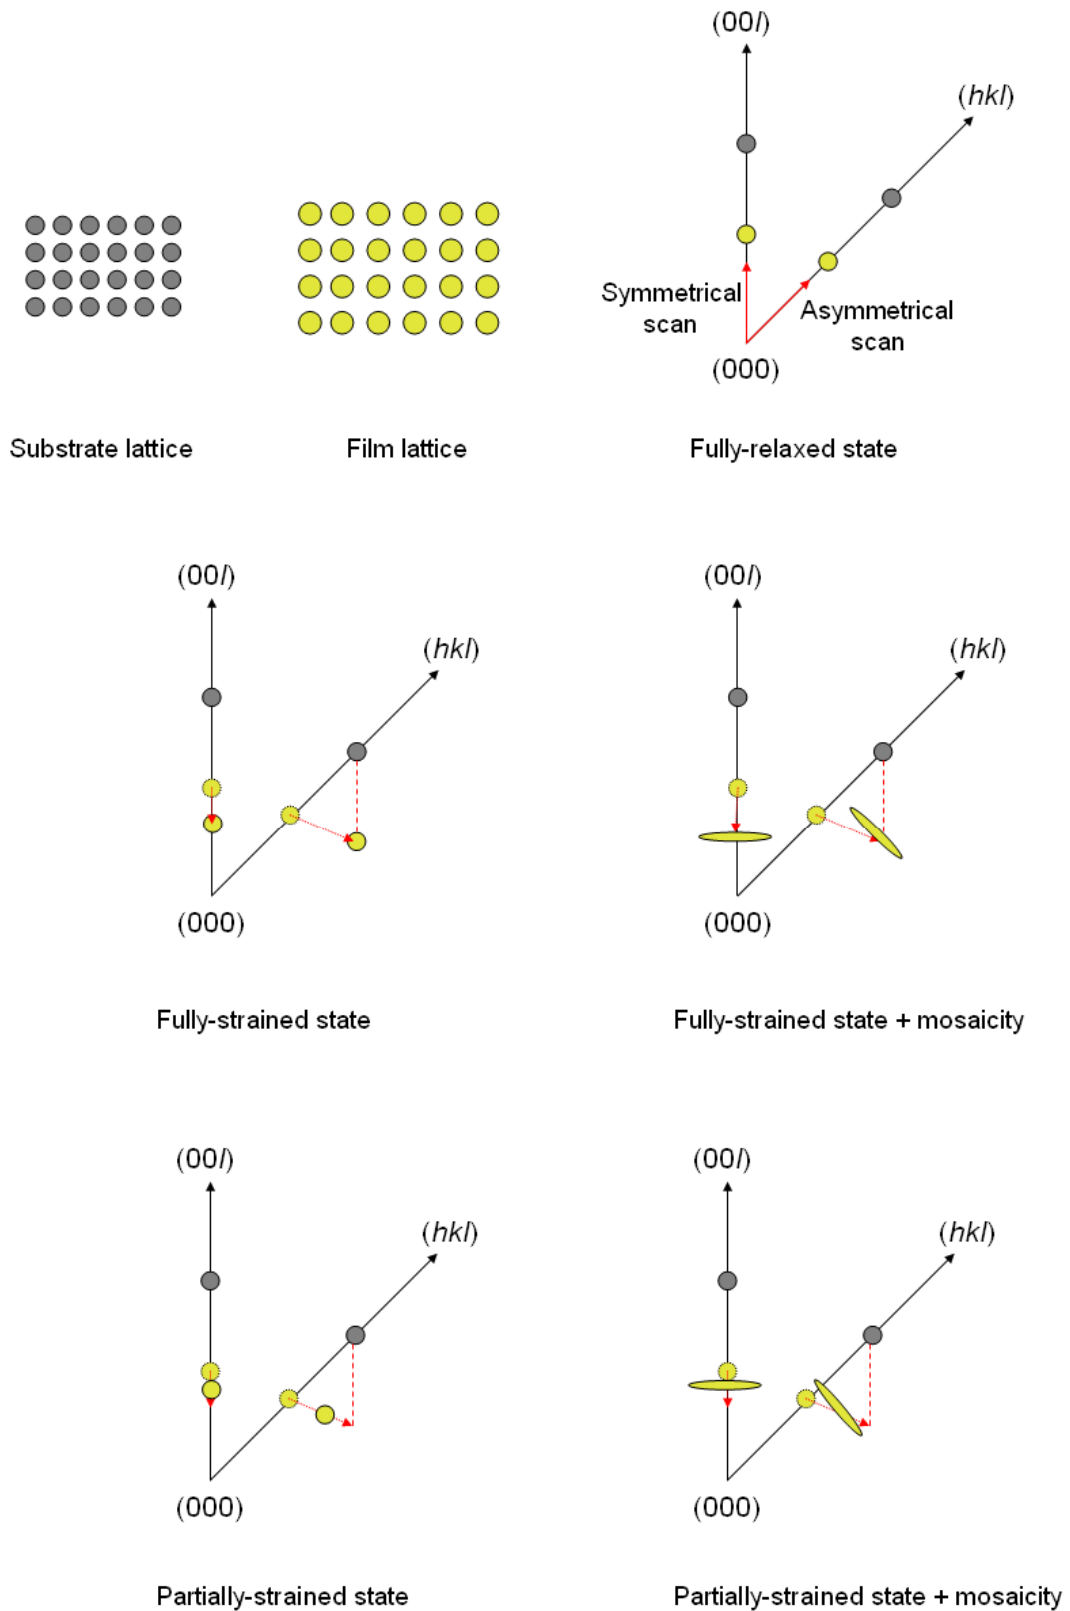 (00l)
(hkl)
Symmetrical
scan
Asymmetrical
scan
(000)
Substrate lattice
Film lattice
Fully-relaxed state
(00l)
(hkl)
(000)
Fully-strained state
(00l)
(hkl)
(000)
Fully-strained state + mosaicity
(00l)
(hkl)
(000)
Partially-strained state
(00l)
(hkl)
(000)
Partially-strained state + mosaicity